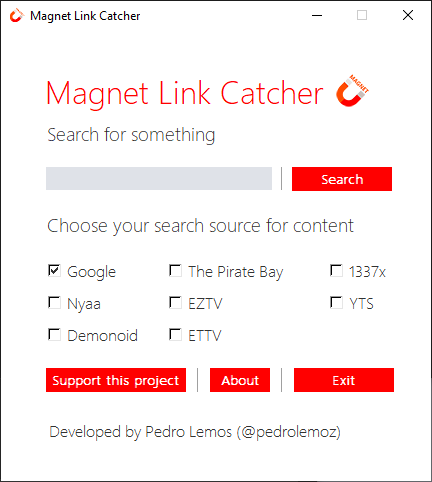 Magnet Link Catcher
Magnet Link Catcher MAGNET
Search for something
Search
Choose your search source for content
Google The Pirate Bay 1337x
Nyaa EZTV YTS
Demonoid ETTV
Support this project About Exit
Developed by Pedro Lemos (@pedrolemoz)